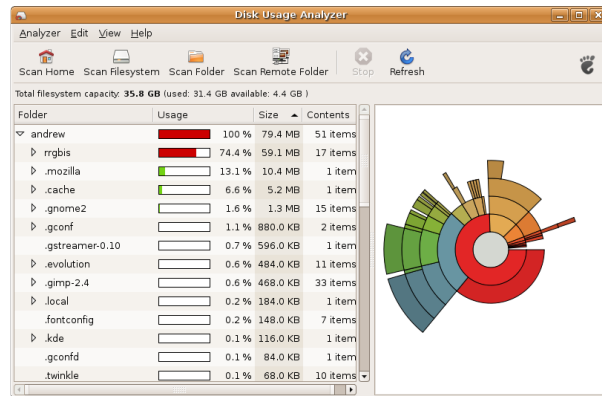 Disk Usage Analyzer
Analyzer Edit View Help
Scan Home Scan Filesystem Scan Folder Scan Remote Folder Stop Refresh
Total filesystem capacity: 35.8 GB (used: 31.4 GB available: 4.4 GB )
Folder Usage Size Contents
andrew 100 % 79.4 MB 51 items
rrgbis 74.4 % 59.1 MB 17 items
.mozilla 13.1 % 10.4 MB 1 item
.cache 6.6 % 5.2 MB 1 item
.gnome2 1.6 % 1.3 MB 15 items
.gconf 1.1 % 880.0 KB 2 items
.gstreamer-0.10 0.7 % 596.0 KB 1 item
.evolution 0.6 % 484.0 KB 11 items
.gimp-2.4 0.6 % 468.0 KB 33 items
.local 0.2 % 184.0 KB 1 item
.fontconfig 0.2 % 148.0 KB 7 items
.kde 0.1 % 116.0 KB 1 item
.gconfd 0.1 % 84.0 KB 1 item
.twinkle 0.1 % 68.0 KB 10 items